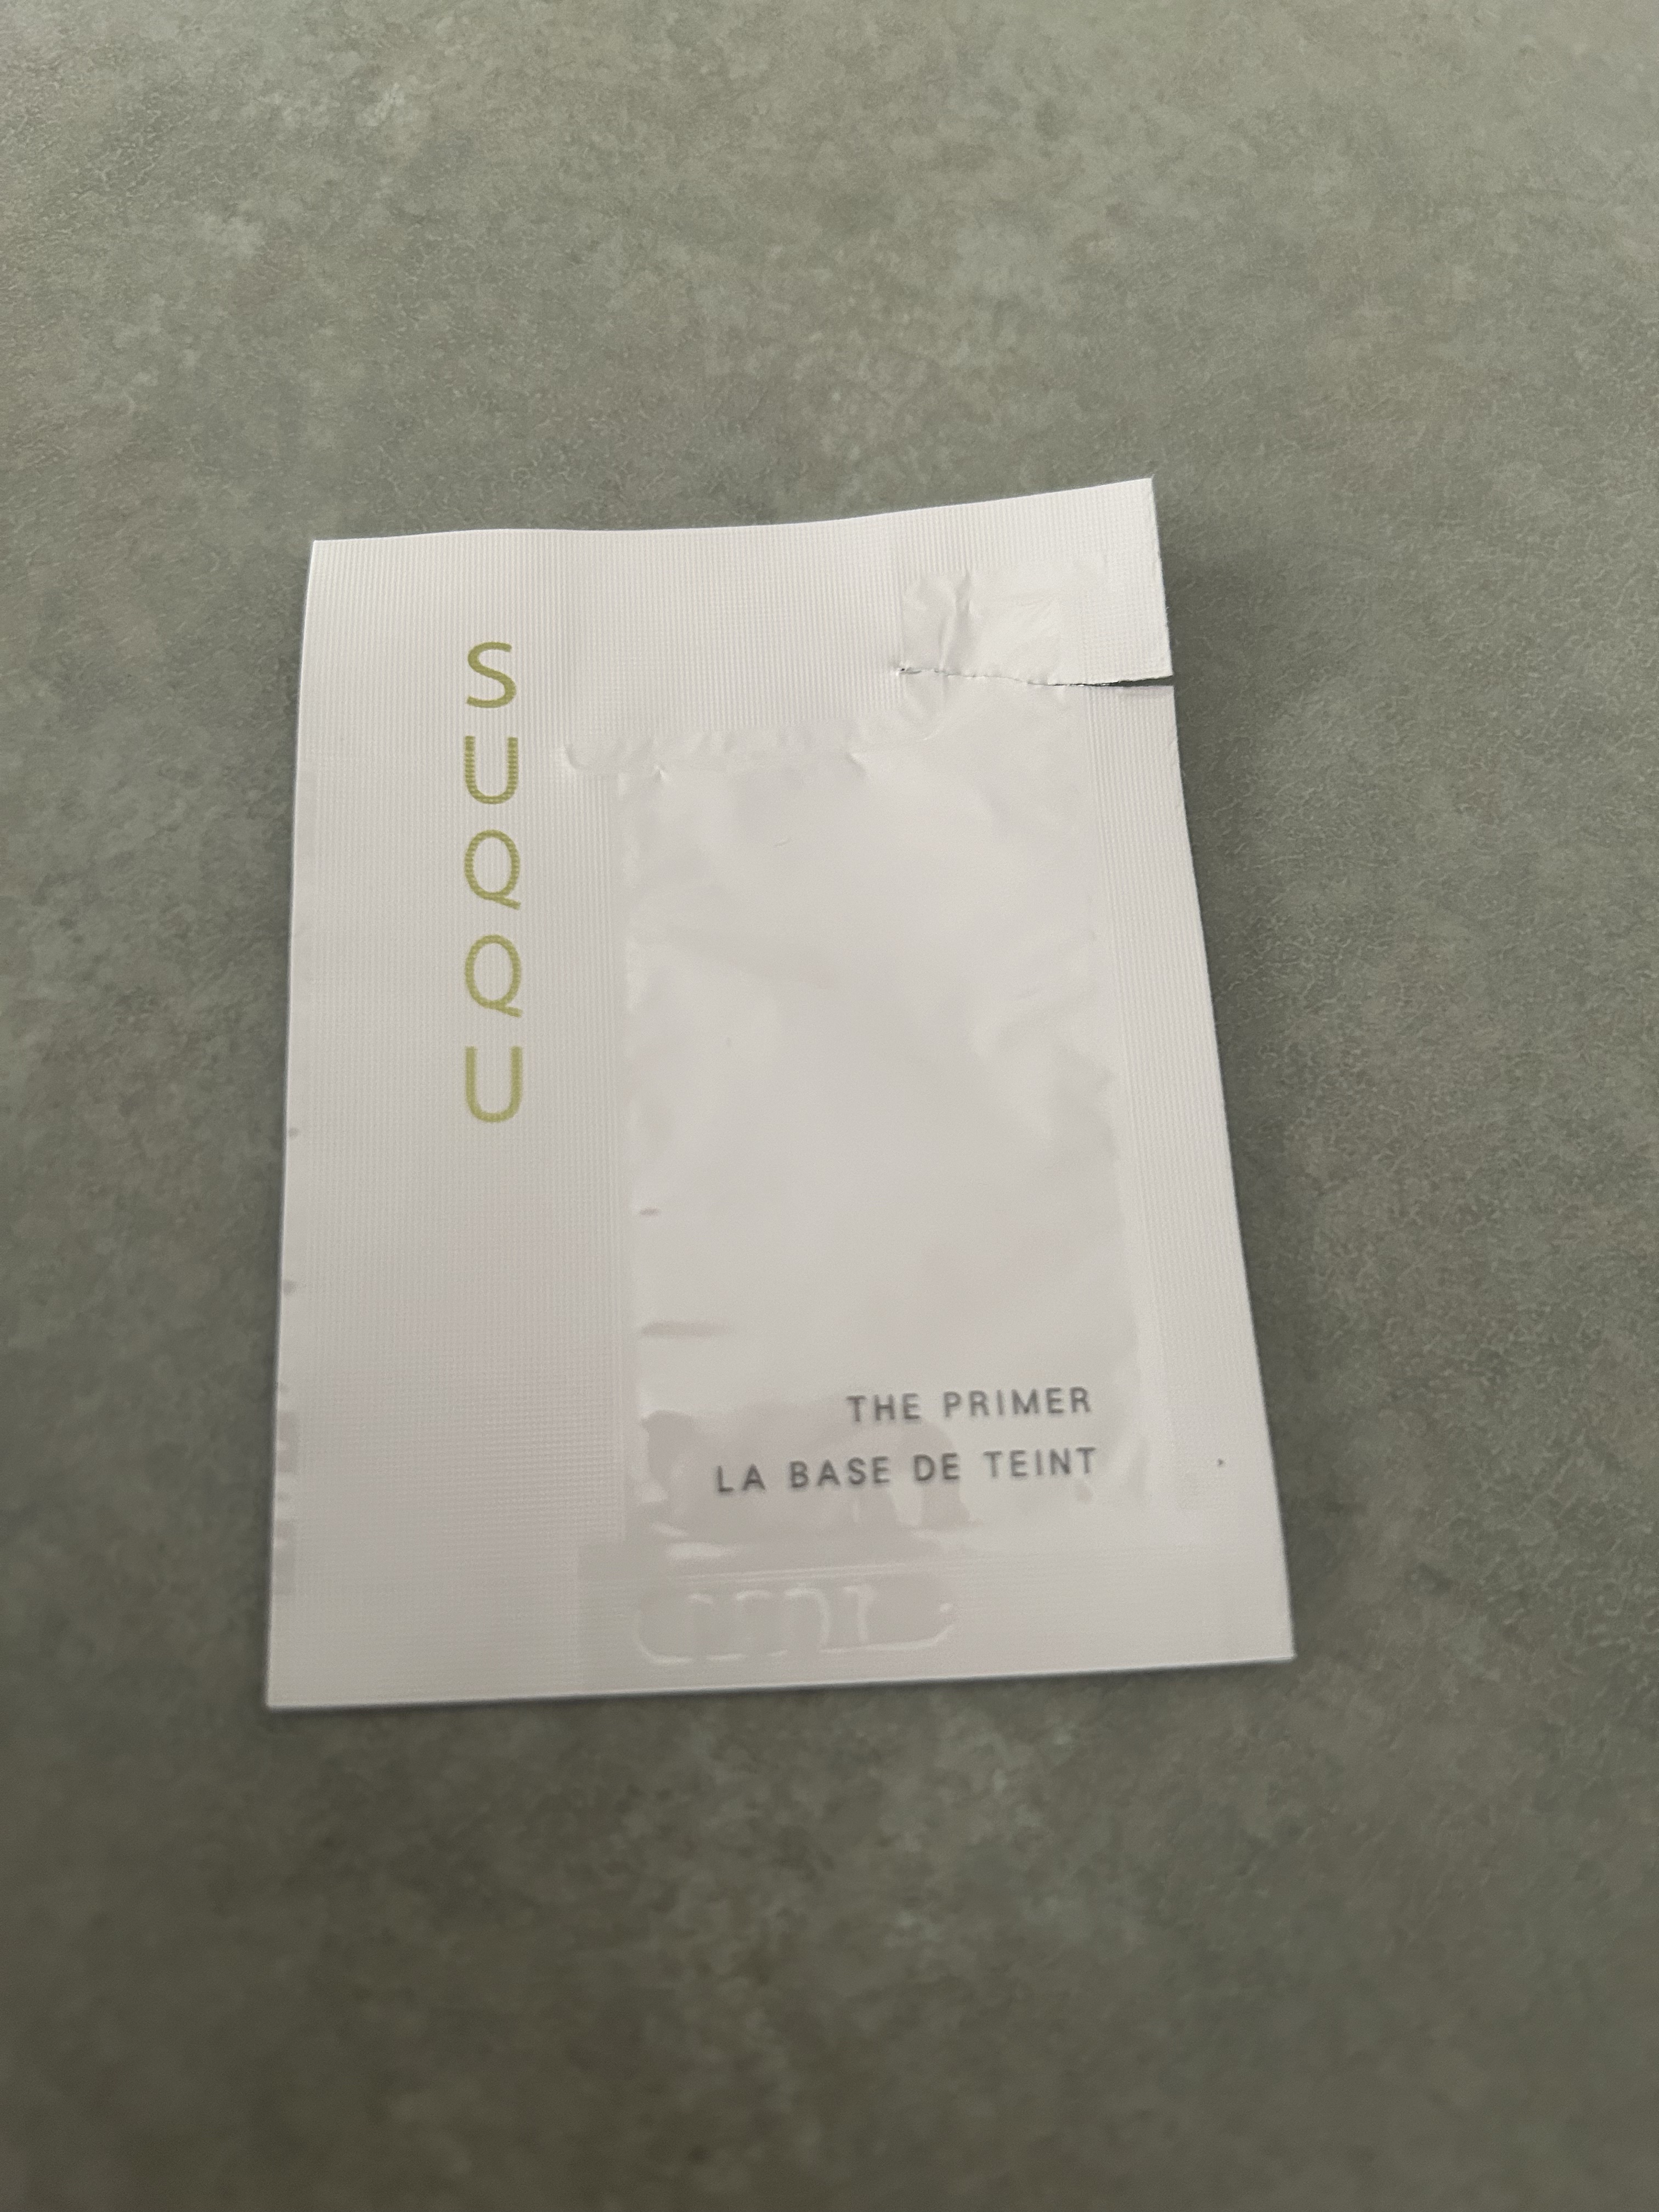 SUQQU
THE PRIMER
LA BASE DE TEINT